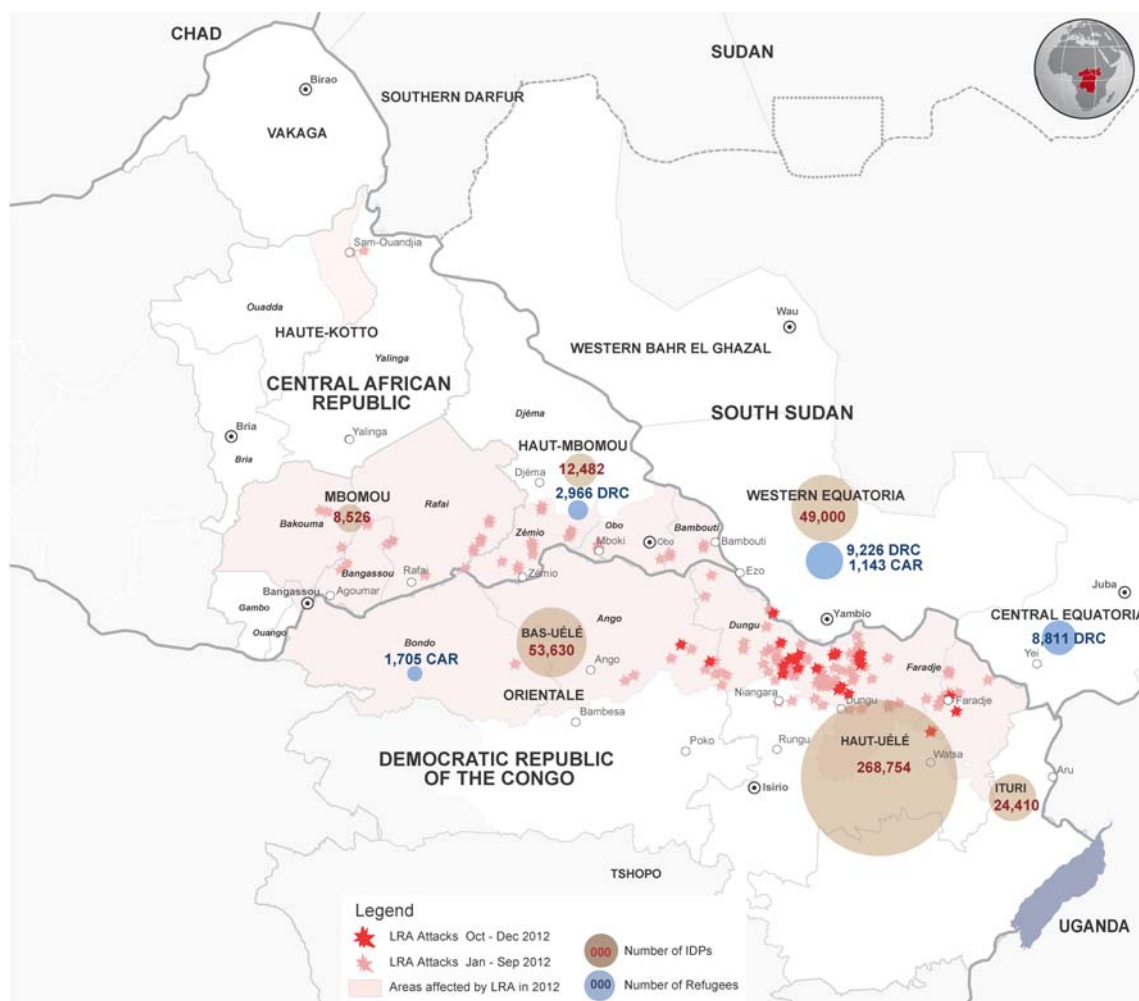 CHAD
SUDAN
Birao
SOUTHERN DARFUR
VAKAGA
Sam-Ouandjia
Ouadda
HAUTE-KOTTO
Wau
WESTERN BAHR EL GHAZAL
Yalinga
CENTRAL AFRICAN
REPUBLIC
Djéma
SOUTH SUDAN
Bria
Yalinga
Bria
HAUT-MBOMOU
Djéma
12,482
2,966 DRC
MBOMOU
8,526
Rafai
Bakouma
WESTERN EQUATORIA
49,000
Zémio
Obo
Bambouti
Mboki
Obo
Bambouti
9,226 DRC
1,143 CAR
Bangassou
Rafai
Zémio
Ezo
Bangassou
Agoumar
Gambo
Ouango
Juba
Yambio
CENTRAL EQUATORIA
8,811 DRC
Yei
Ango
Dungu
BAS-UÉLÉ
53,630
Bondo
1,705 CAR
Ango
Faradje
ORIENTALE
Niangara
Dungu
Faradje
Bambesa
HAUT-UÉLÉ
268,754
Poko
Rungu
Watsa
DEMOCRATIC REPUBLIC
OF THE CONGO
Isirio
Aru
ITURI
24,410
TSHOPO
UGANDA
Legend
LRA Attacks Oct - Dec 2012
LRA Attacks Jan - Sep 2012
Areas affected by LRA in 2012
000 Number of IDPs
000 Number of Refugees